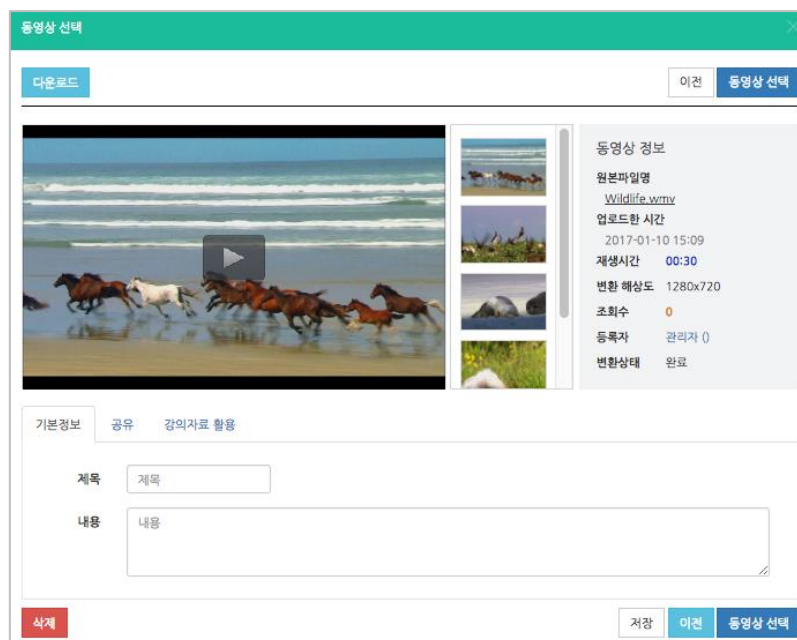 동영상 선택
다운로드
이전
동영상 선택
동영상 정보
원본파일명
Wildlife.wmv
업로드한 시간
2017-01-10 15:09
재생시간 00:30
변환 해상도 1280x720
조회수 0
등록자 관리자 ()
변환상태 완료
기본정보 공유 강의자료 활용
제목 제목
내용 내용
삭제
저장
이전
동영상 선택